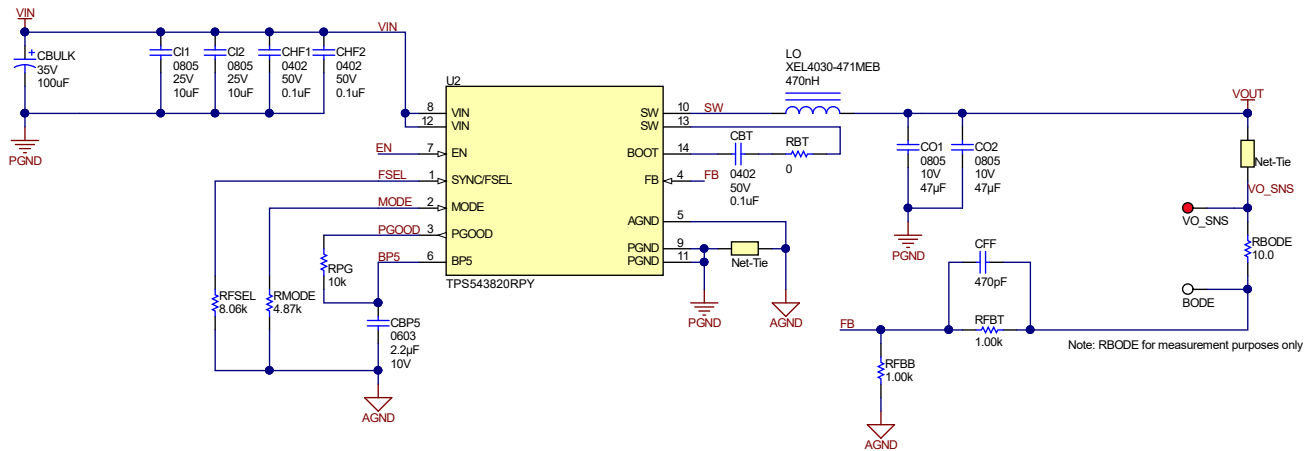 VIN
VIN
+
CBULK
35V
100uF
CI1
0805
25V
10uF
CI2
0805
25V
10uF
CHF1
0402
50V
0.1uF
CHF2
0402
50V
0.1uF
PGND
U2
8
VIN
12
VIN
EN
7
EN
FSEL
1
SYNC/FSEL
MODE
2
MODE
PGOOD
3
PGOOD
BP5
6
BP5
TPS543820RPY
SW
10
SW
SW
13
BOOT
14
FB
4
FB
AGND
5
PGND
9
PGND
11
LO
XEL4030-471MEB
470nH
CBT
0402
50V
0.1uF
RBT
0
Net-Tie
PGND
AGND
RPG
10k
RFSEL
8.06k
RMODE
4.87k
CBP5
0603
2.2µF
10V
AGND
CO1
0805
10V
47µF
CO2
0805
10V
47µF
PGND
VOUT
Net-Tie
VO_SNS
VO_SNS
RBODE
10.0
BODE
CFF
470pF
FB
RFBT
1.00k
Note: RBODE for measurement purposes only
RFBB
1.00k
AGND